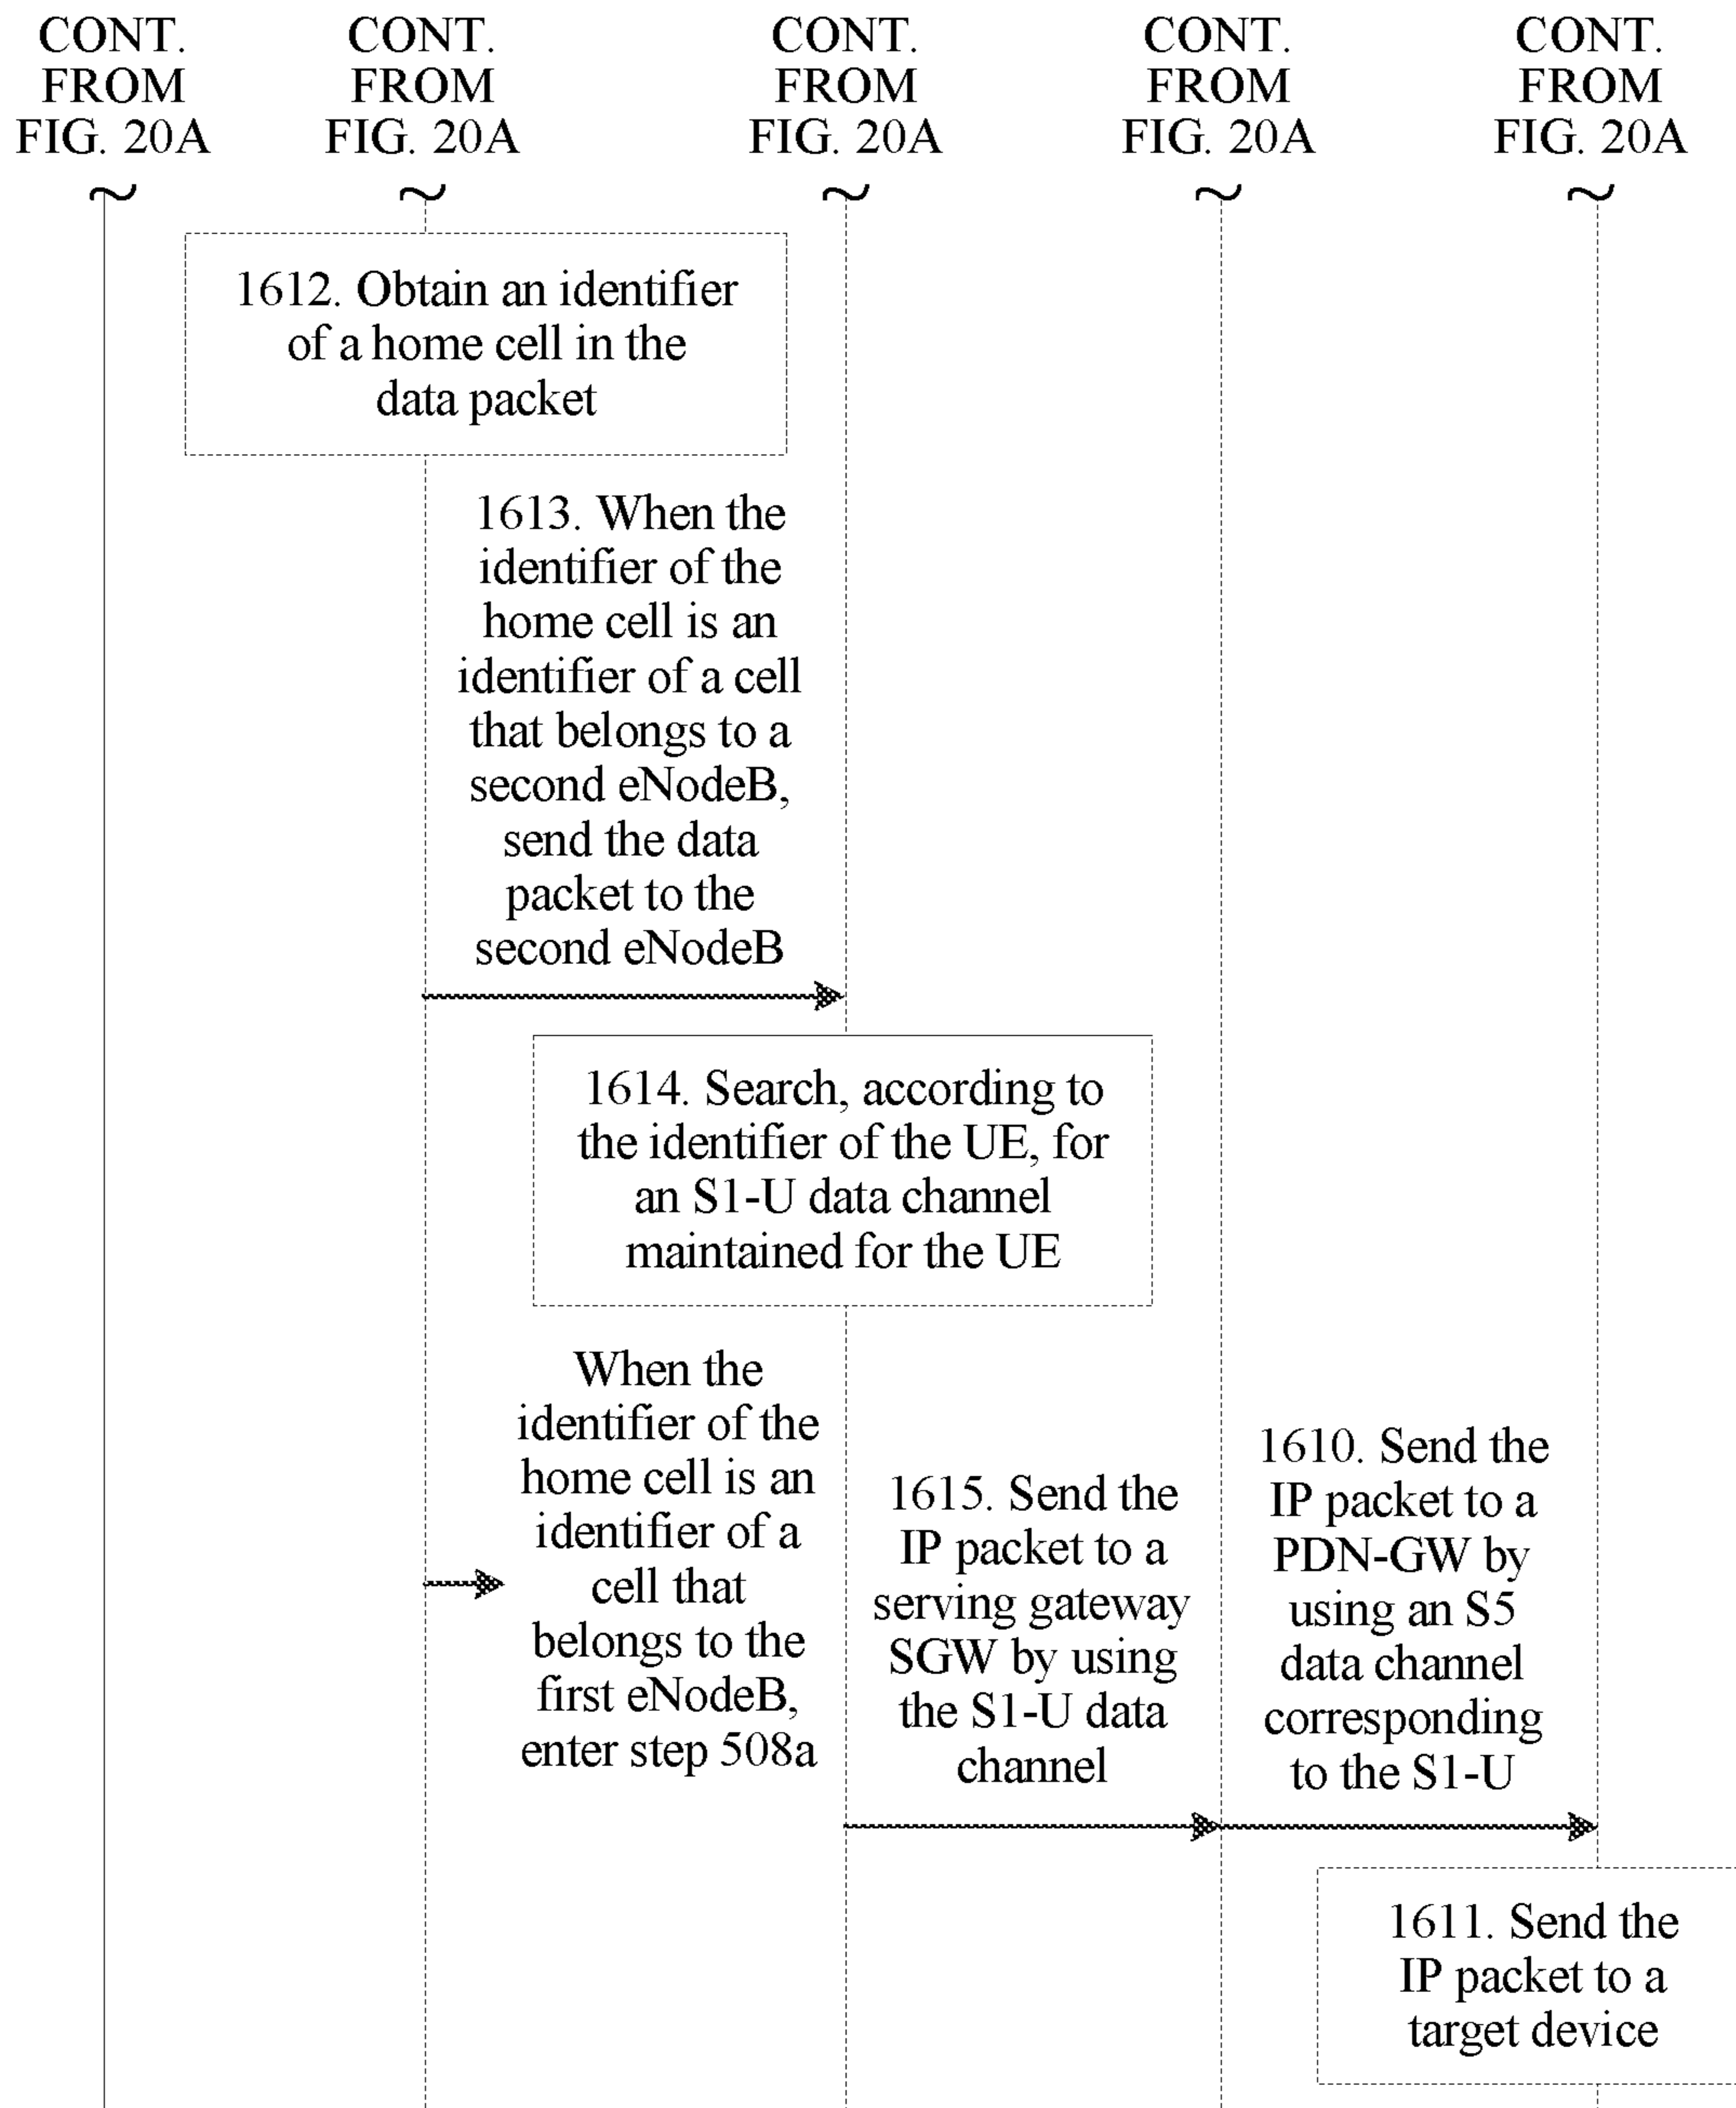 CONT.
FROM
FIG. 20A
CONT.
FROM
FIG. 20A
CONT.
FROM
FIG. 20A
CONT.
FROM
FIG. 20A
CONT.
FROM
FIG. 20A
1612. Obtain an identifier
of a home cell in the
data packet
1613. When the
identifier of the
home cell is an
identifier of a cell
that belongs to a
second eNodeB,
send the data
packet to the
second eNodeB
1614. Search, according to
the identifier of the UE, for
an S1-U data channel
maintained for the UE
When the
identifier of the
home cell is an
identifier of a
cell that
belongs to the
first eNodeB,
enter step 508a
1615. Send the
IP packet to a
serving gateway
SGW by using
the S1-U data
channel
1610. Send the
IP packet to a
PDN-GW by
using an S5
data channel
corresponding
to the S1-U
1611. Send the
IP packet to a
target device